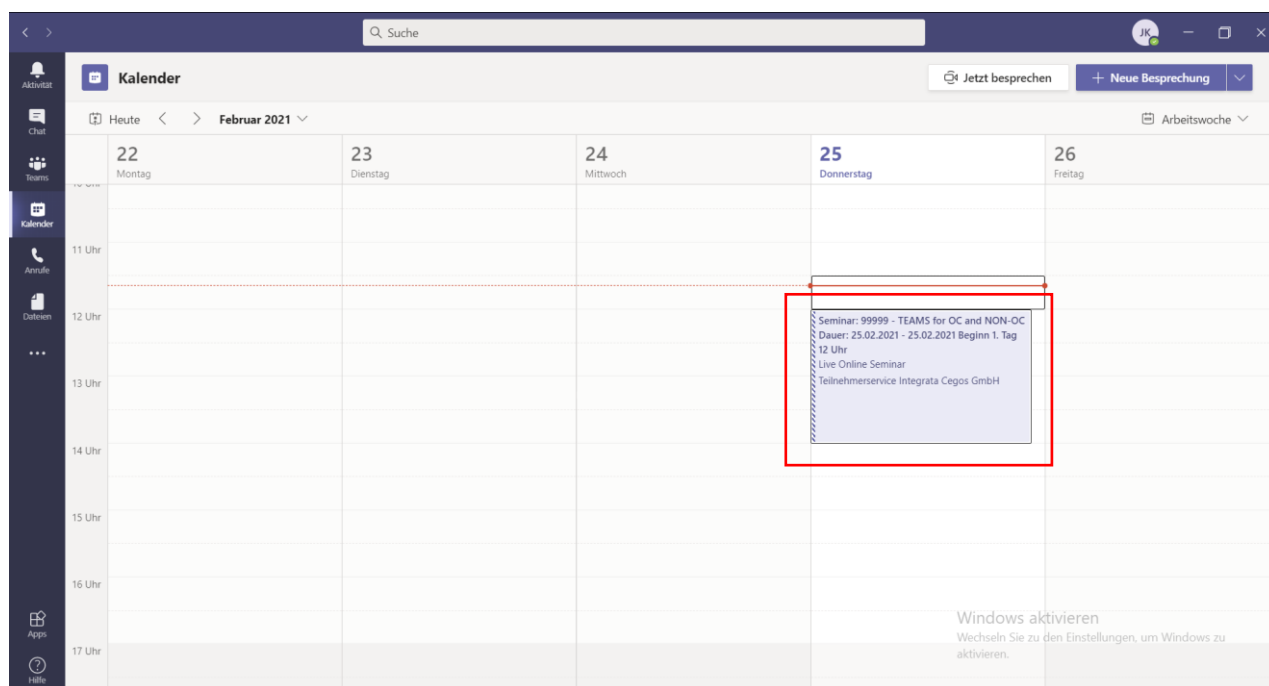 Suche
JK
Aktivität
Kalender
Jetzt besprechen
Neue Besprechung
Chat
Heute
Februar 2021
Arbeitswoche
Teams
22
Montag
23
Dienstag
24
Mittwoch
25
Donnerstag
26
Freitag
Kalender
11 Uhr
Anrufe
Dateien
12 Uhr
Seminar: 99999 - TEAMS for OC and NON-OC
Dauer: 25.02.2021 - 25.02.2021 Beginn 1. Tag
12 Uhr
Live Online Seminar
Teilnehmerservice Integrata Cegos GmbH
13 Uhr
14 Uhr
15 Uhr
16 Uhr
Apps
Windows aktivieren
Wechseln Sie zu den Einstellungen, um Windows zu
aktivieren.
17 Uhr
Hilfe